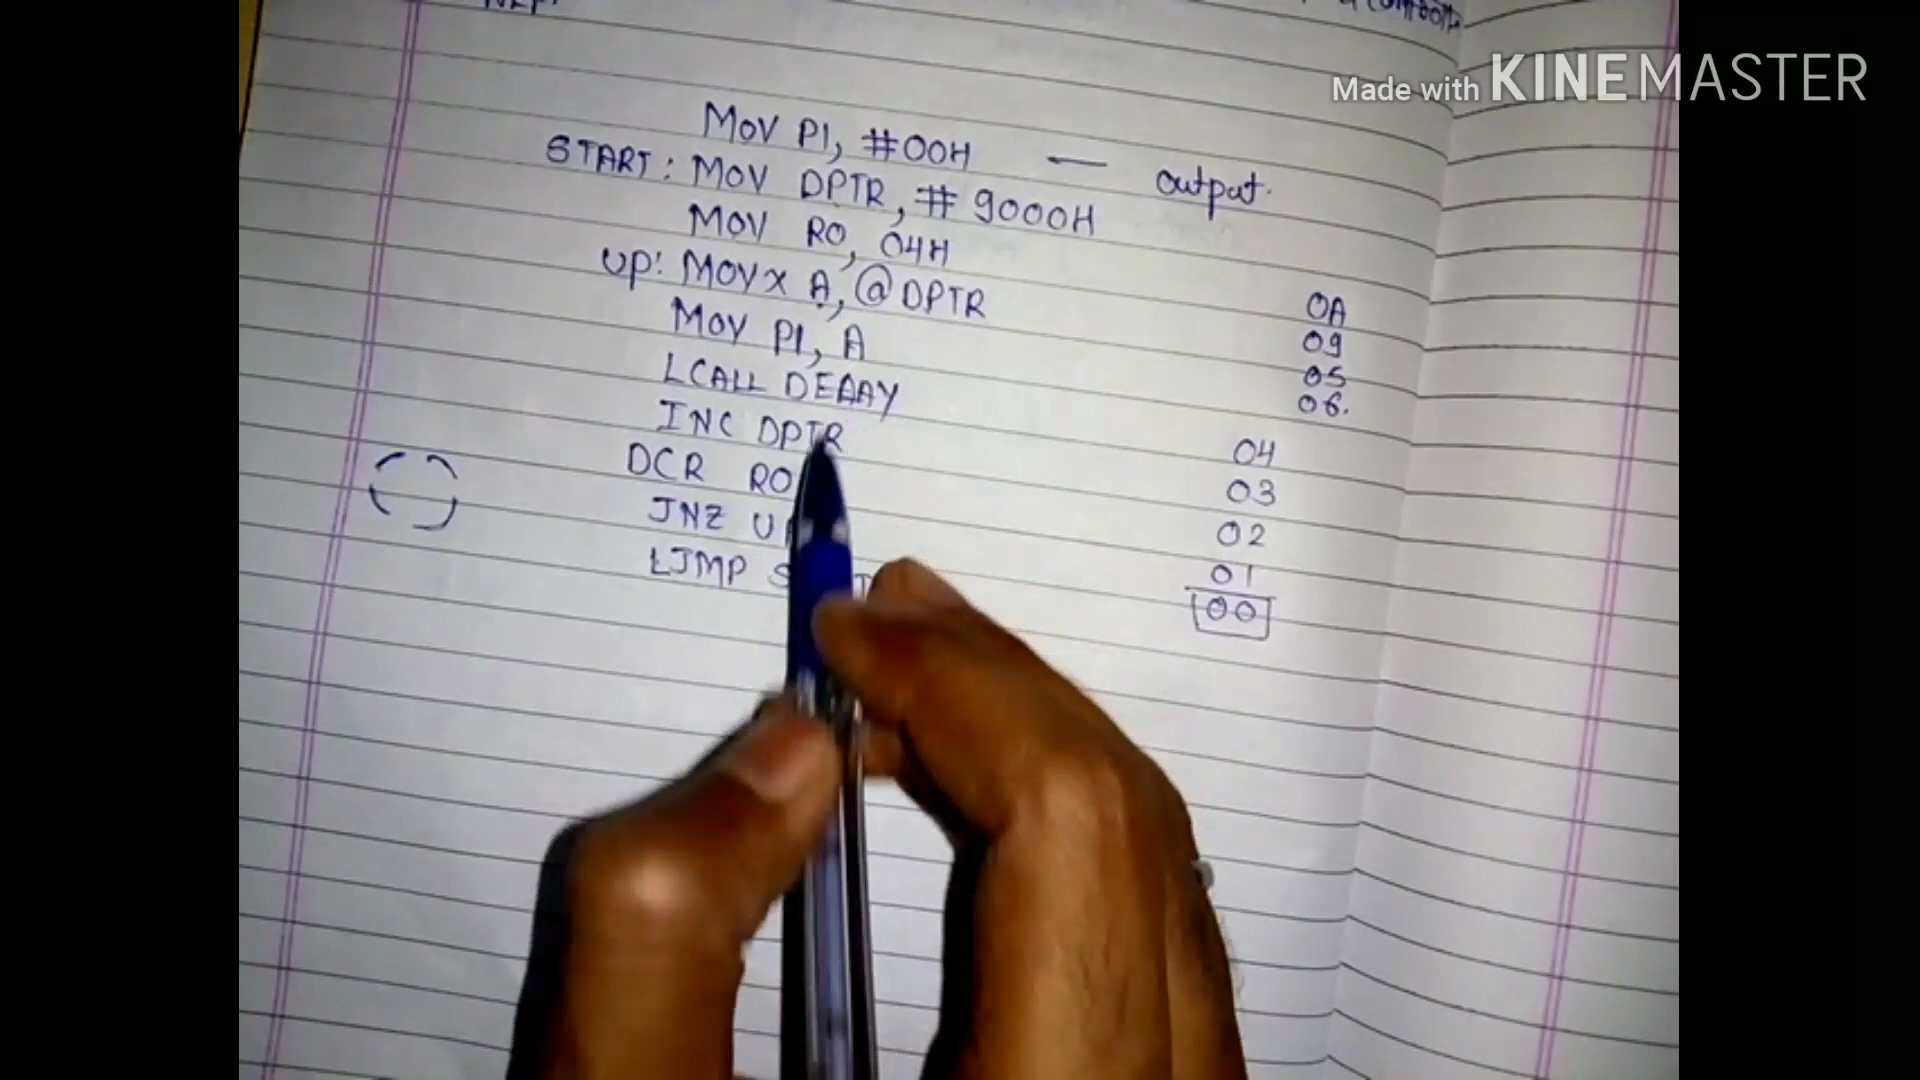 Made with KINEMASTER
MOV P1, #00H — output.
START: MOV DPTR, # 9000H
MOV R0, 04H
UP: MOVX A, @DPTR
MOV P1, A
LCALL DEAAY
INC DPTR
DCR R0
JNZ
LJMP
0A
09
05
06.
04
03
02
01
00